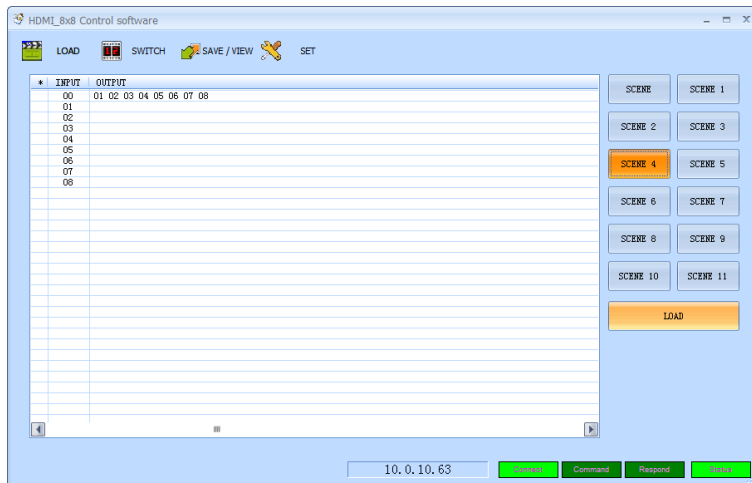 HDMI_8x8 Control software
LOAD SWITCH SAVE / VIEW SET
* INPUT OUTPUT
00 01 02 03 04 05 06 07 08
01
02
03
04
05
06
07
08
SCENE SCENE 1
SCENE 2 SCENE 3
SCENE 4 SCENE 5
SCENE 6 SCENE 7
SCENE 8 SCENE 9
SCENE 10 SCENE 11
LOAD
10. 0. 10. 63 Connect Command Respond Status